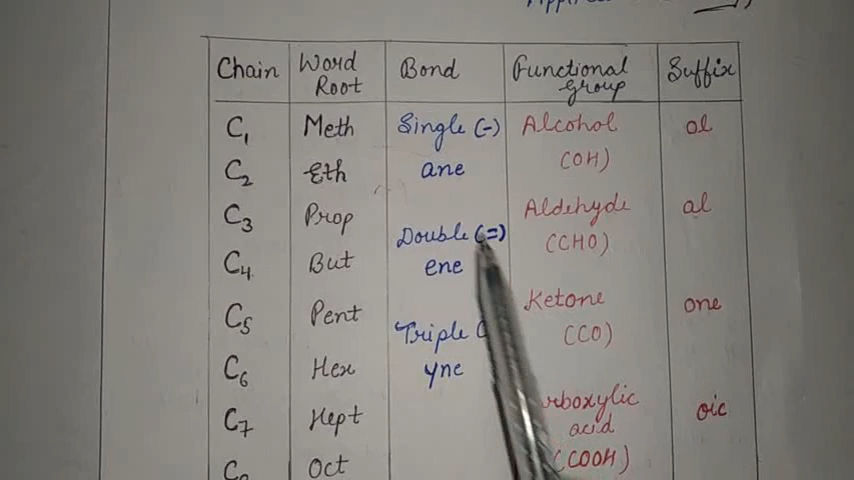 Chain Word Root Bond Functional group Suffix
C1 Meth Single (-) Alcohol ol
C2 Eth ane (OH)
C3 Prop Double (=) Aldehyde al
C4 But ene (CHO)
C5 Pent Triple ( Ketone one
C6 Hex yne (CCO)
C7 Hept acid oic
Oct (COOH)